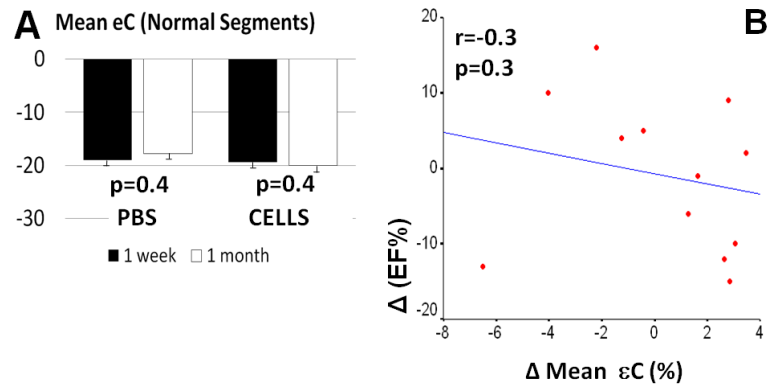 A
Mean eC (Normal Segments)
0
-10
-20
-30
p=0.4
p=0.4
PBS
CELLS
1 week
1 month
B
r=-0.3
p=0.3
Δ (EF%)
20
10
0
-10
-20
-8
-6
-4
-2
0
2
4
Δ Mean εC (%)